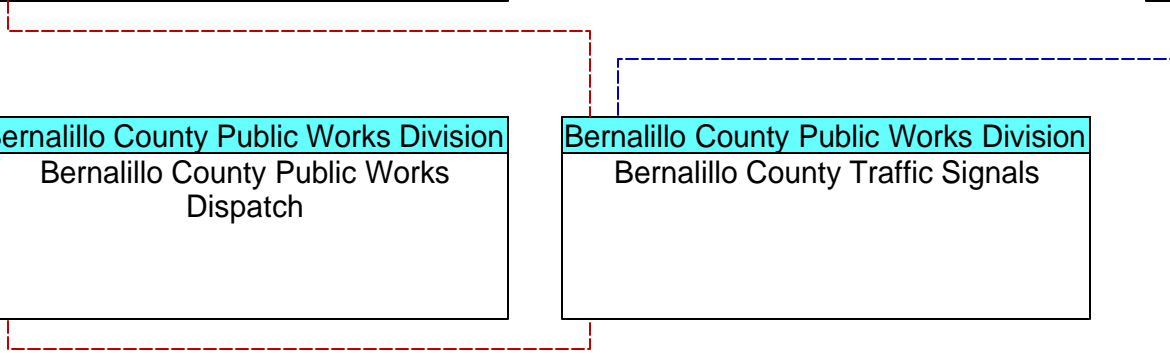 ernalillo County Public Works Division
Bernalillo County Public Works
Dispatch
Bernalillo County Public Works Division
Bernalillo County Traffic Signals